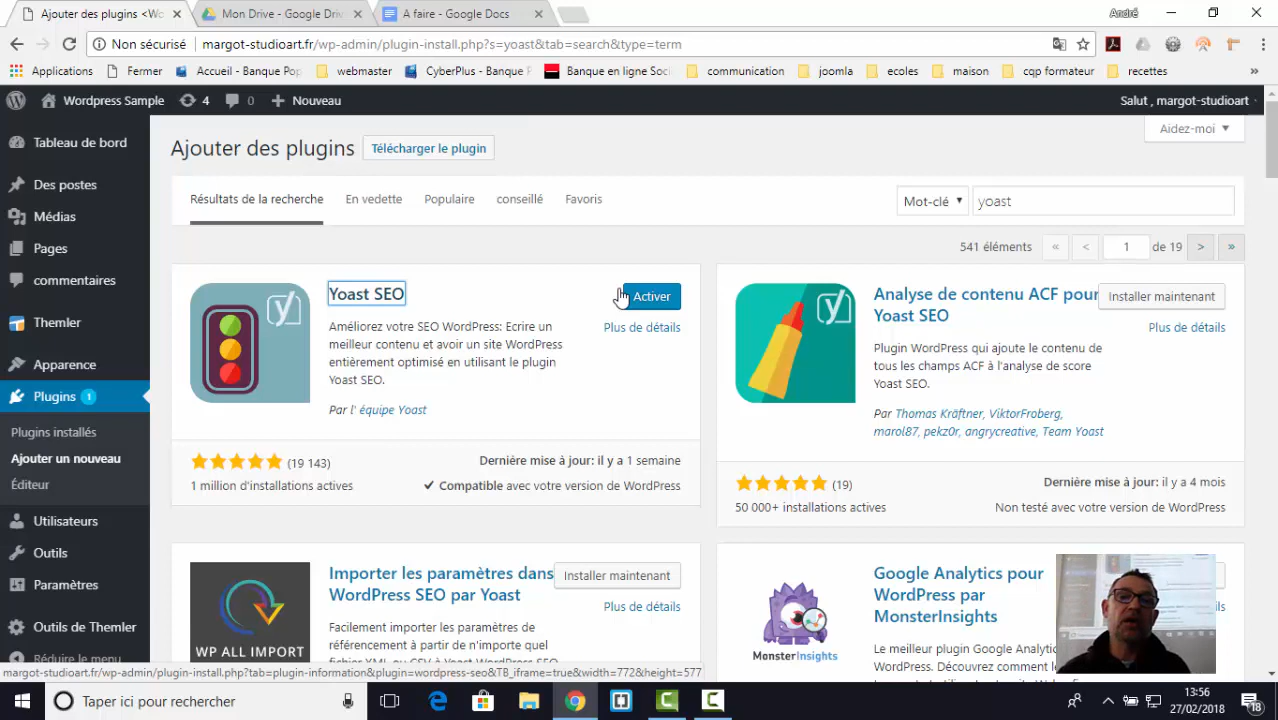 Ajouter des plugins <Wo
Mon Drive - Google Drive
A faire - Google Docs
André
Non sécurisé
margot-studioart.fr/wp-admin/plugin-install.php?s=yoast&tab=search&type=term
Applications
Fermer
Accueil - Banque Pop
webmaster
CyberPlus - Banque P
Banque en ligne Soci
communication
joomla
ecoles
maison
cqp formateur
recettes
»
Wordpress Sample
4
0
Nouveau
Salut , margot-studioart
Tableau de bord
Des postes
Médias
Pages
commentaires
Themler
Apparence
Plugins 1
Plugins installés
Ajouter un nouveau
Éditeur
Utilisateurs
Outils
Paramètres
Outils de Themler
Réduire le menu
Aidez-moi
Ajouter des plugins
Télécharger le plugin
Résultats de la recherche
En vedette
Populaire
conseillé
Favoris
Mot-clé
yoast
541 éléments
«
‹
1
de 19
›
»
Yoast SEO
Activer
Plus de détails
Améliorez votre SEO WordPress: Ecrire un
meilleur contenu et avoir un site WordPress
entièrement optimisé en utilisant le plugin
Yoast SEO.
Par l' équipe Yoast
(19 143)
1 million d'installations actives
Dernière mise à jour: il y a 1 semaine
Compatible avec votre version de WordPress
Analyse de contenu ACF pour
Yoast SEO
Installer maintenant
Plus de détails
Plugin WordPress qui ajoute le contenu de
tous les champs ACF à l'analyse de score
Yoast SEO.
Par Thomas Kräftner, ViktorFroberg,
marol87, pekz0r, angrycreative, Team Yoast
(19)
50 000+ installations actives
Dernière mise à jour: il y a 4 mois
Non testé avec votre version de WordPress
WP ALL IMPORT
Importer les paramètres dans
WordPress SEO par Yoast
Installer maintenant
Plus de détails
Facilement importer les paramètres de
référencement à partir de n'importe quel
fichier XML ou CSV à Yoast WordPress SEO
MonsterInsights
Google Analytics pour
WordPress par
MonsterInsights
Le meilleur plugin Google Analytics
WordPress. Découvrez comment le
margot-studioart.fr/wp-admin/plugin-install.php?tab=plugin-information&plugin=wordpress-seo&TB_iframe=true&width=772&height=577
Taper ici pour rechercher
13:56
27/02/2018
18